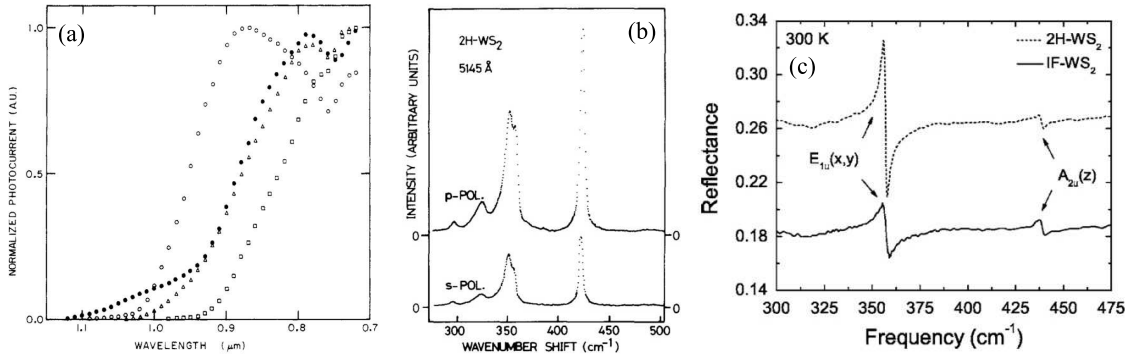 (a)
NORMALIZED PHOTOCURRENT (A.U.)
1.0
0.5
0.0
1.1
1.0
0.9
0.8
0.7
WAVELENGTH (μm)
(b)
2H-WS2
5145 Å
INTENSITY (ARBITRARY UNITS)
p-POL.
s-POL.
0
0
0
0
300
350
400
450
500
WAVENUMBER SHIFT (cm-1)
(c)
300 K
2H-WS2
IF-WS2
Reflectance
0.34
0.30
0.26
0.22
0.18
0.14
E1u(x,y)
A2u(z)
300
325
350
375
400
425
450
475
Frequency (cm-1)